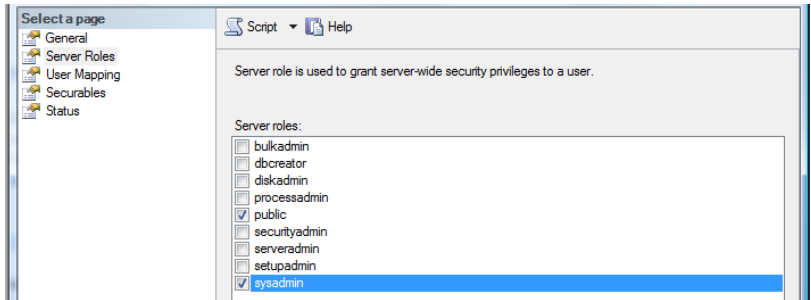 Select a page
General
Server Roles
User Mapping
Securables
Status
Script Help
Server role is used to grant server-wide security privileges to a user.
Server roles:
bulkadmin
dbcreator
diskadmin
processadmin
public
securityadmin
serveradmin
setupadmin
sysadmin